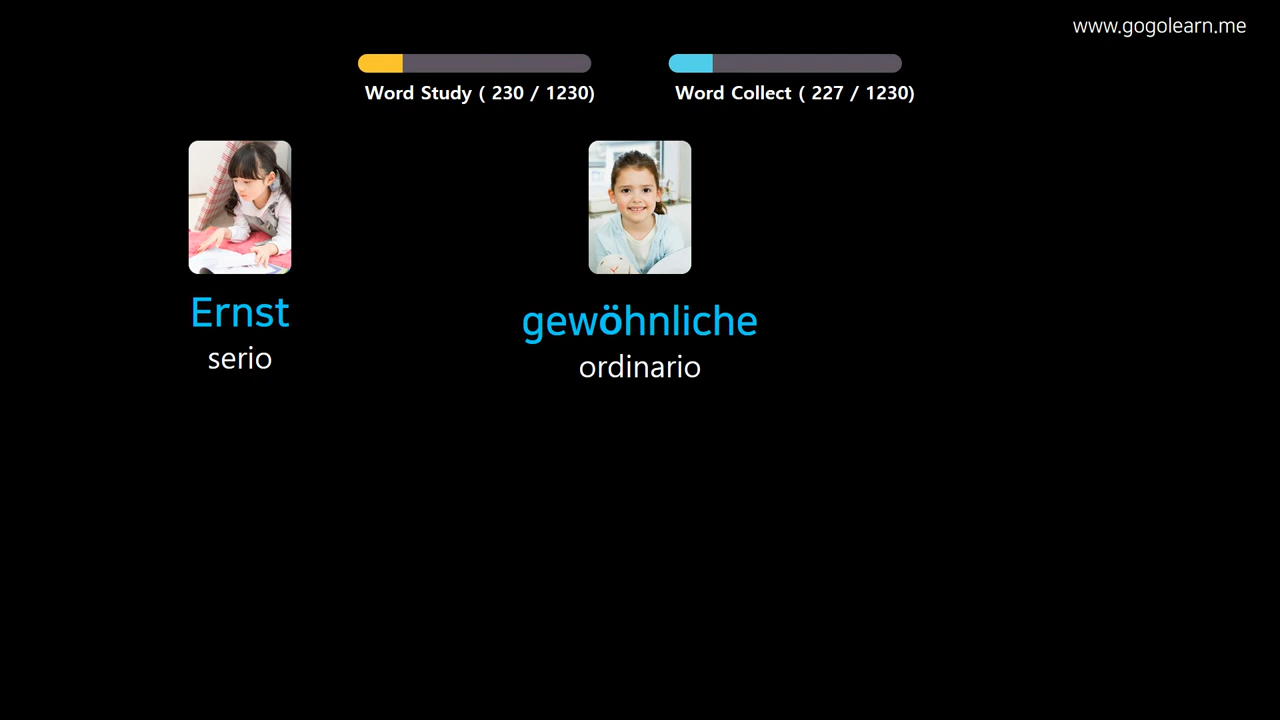 www.gogolearn.me
Word Study ( 230 / 1230)
Word Collect ( 227 / 1230)
Ernst
serio
gewöhnliche
ordinario